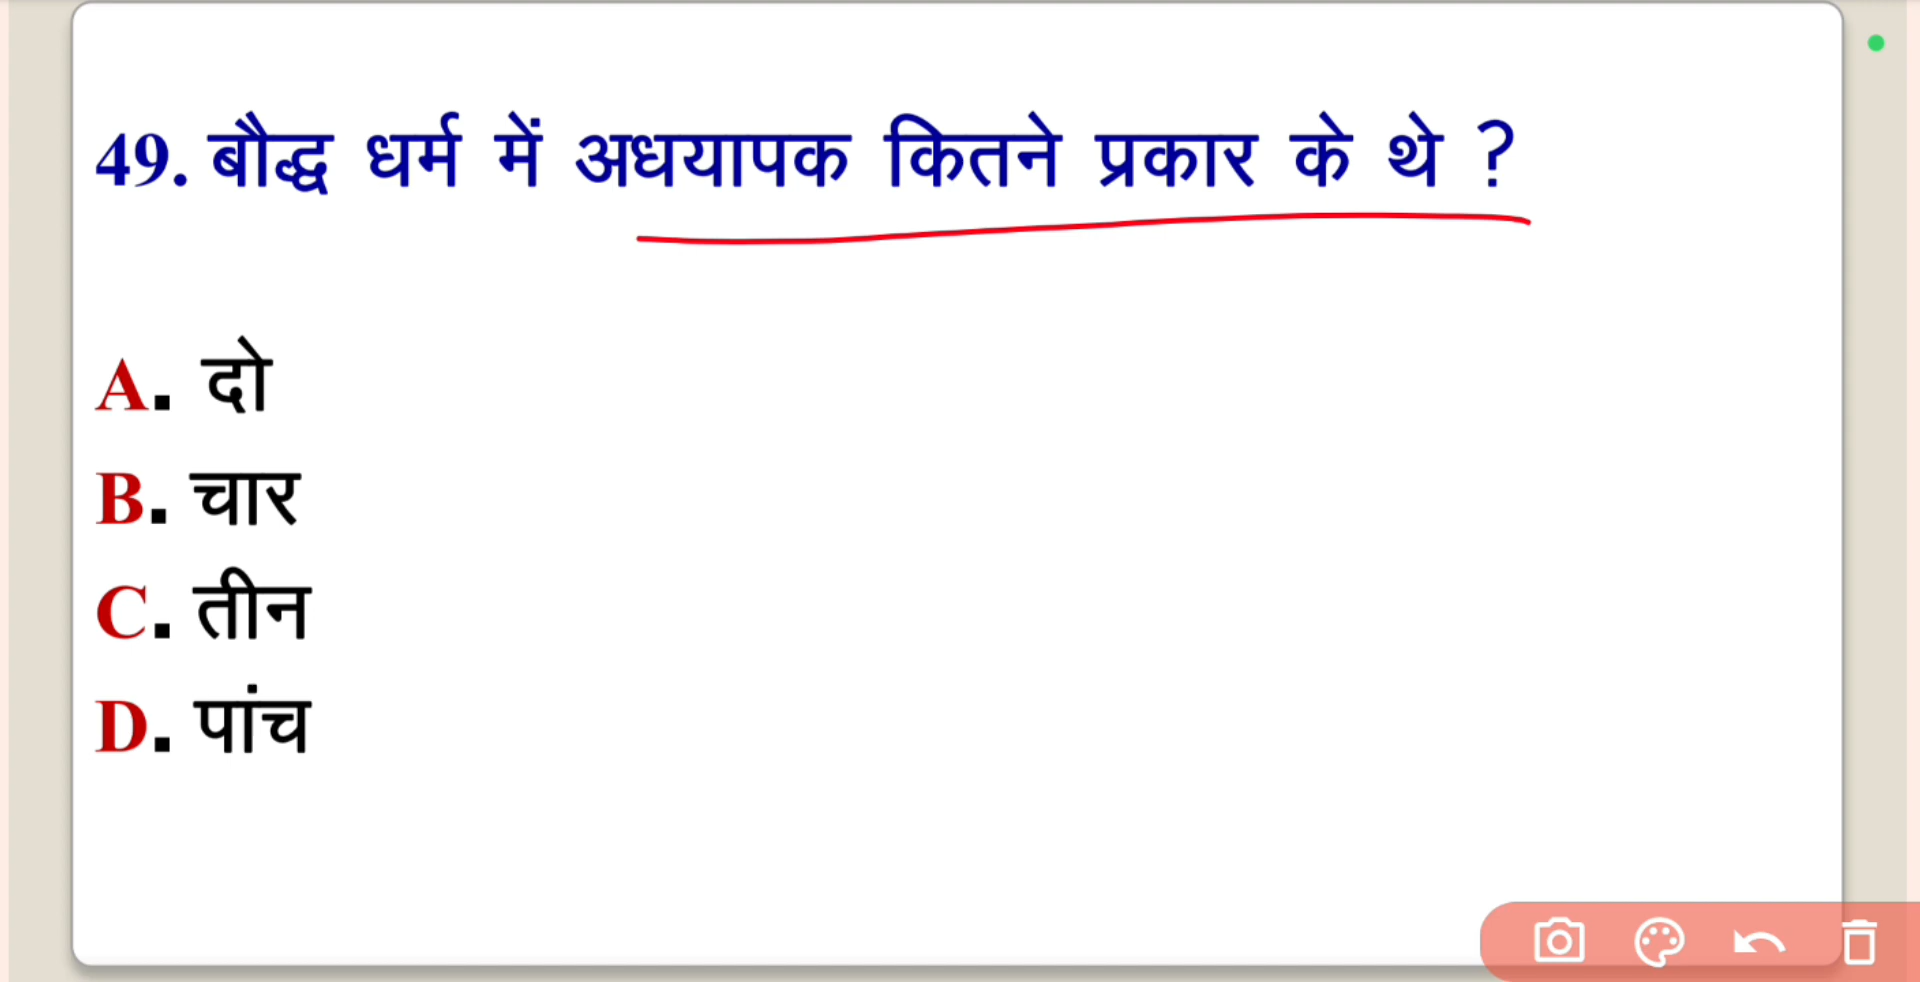 49. बौद्ध धर्म में अधयापक कितने प्रकार के थे ?
A. दो
B. चार
C. तीन
D. पांच